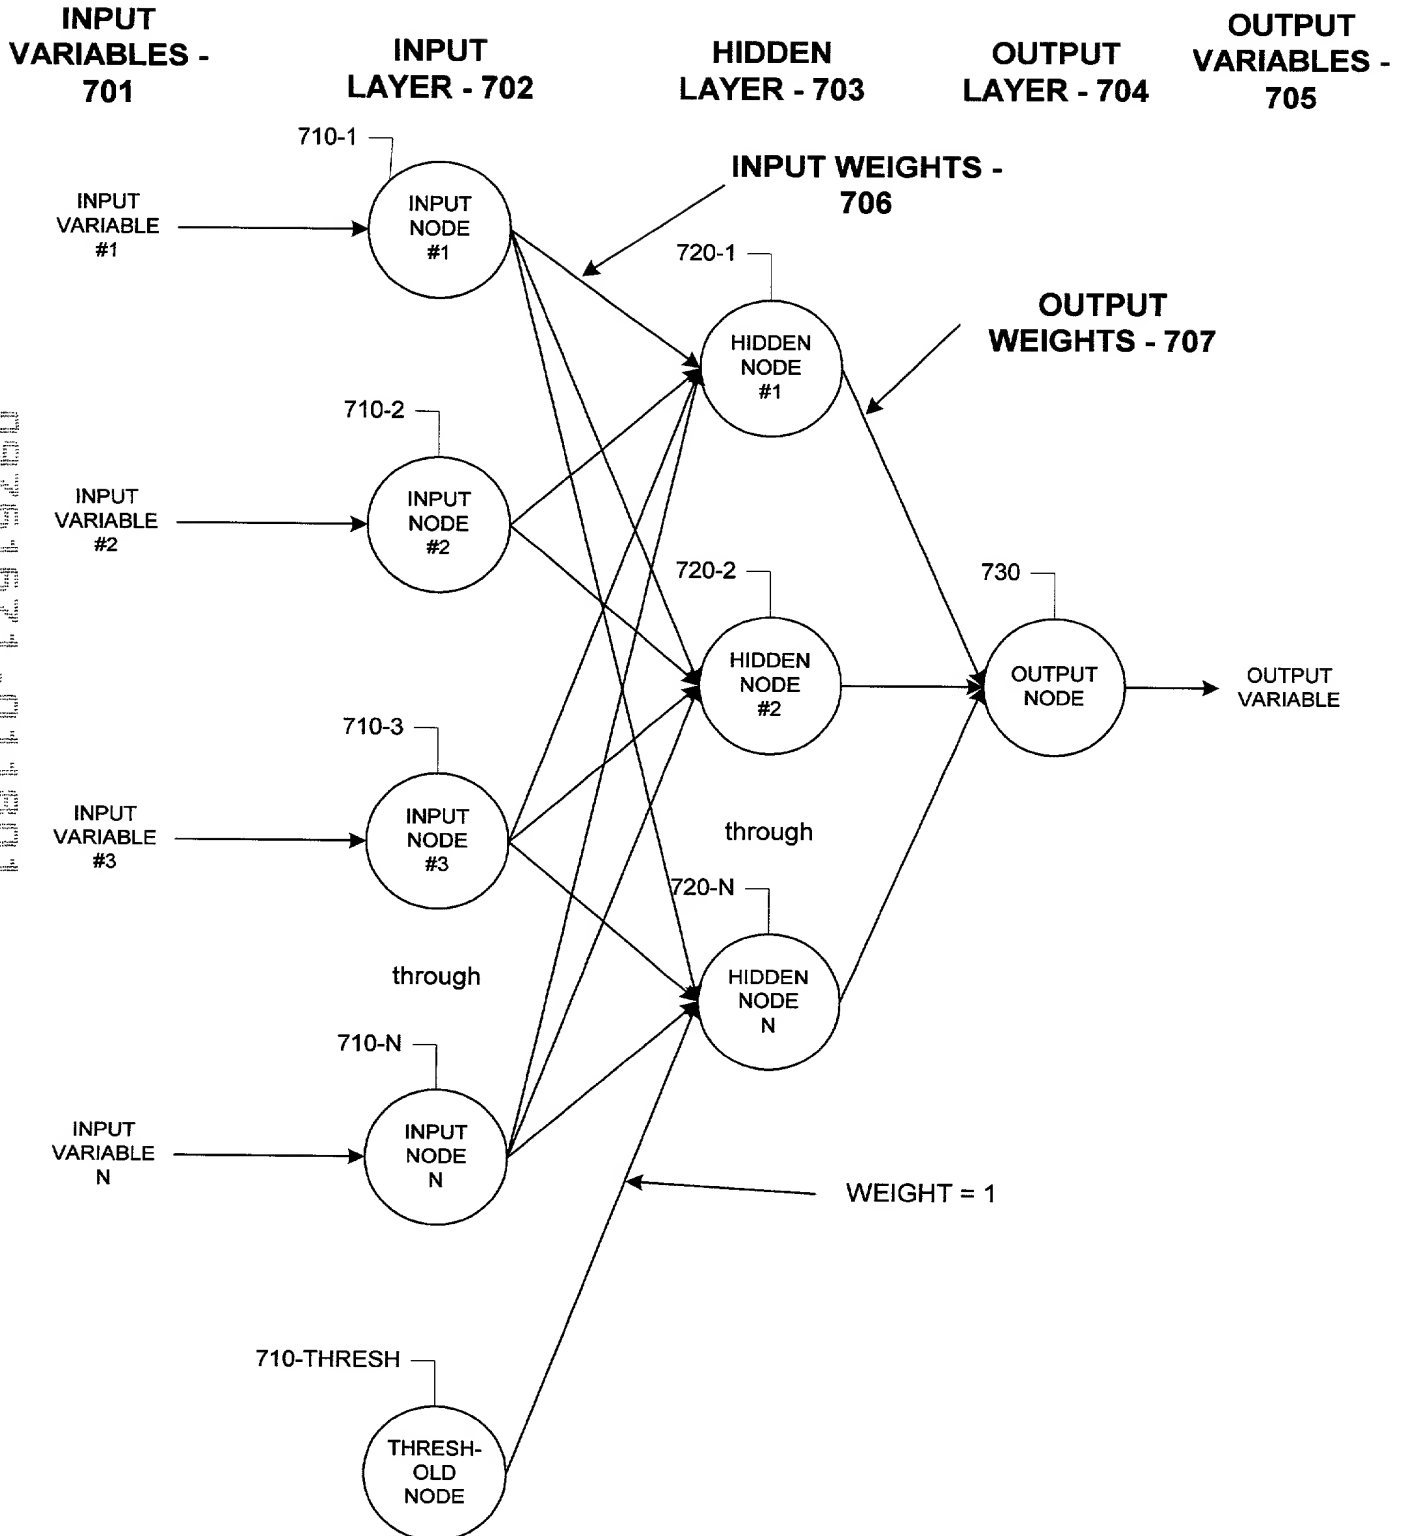 INPUT
VARIABLES -
701
INPUT
LAYER - 702
HIDDEN
LAYER - 703
OUTPUT
LAYER - 704
OUTPUT
VARIABLES -
705
710-1
INPUT WEIGHTS -
706
INPUT
VARIABLE
#1
INPUT
NODE
#1
720-1
OUTPUT
WEIGHTS - 707
HIDDEN
NODE
#1
710-2
INPUT
VARIABLE
#2
INPUT
NODE
#2
720-2
730
HIDDEN
NODE
#2
OUTPUT
NODE
OUTPUT
VARIABLE
710-3
INPUT
VARIABLE
#3
INPUT
NODE
#3
through
720-N
through
HIDDEN
NODE
N
710-N
INPUT
VARIABLE
N
INPUT
NODE
N
WEIGHT = 1
710-THRESH
THRESH-
OLD
NODE